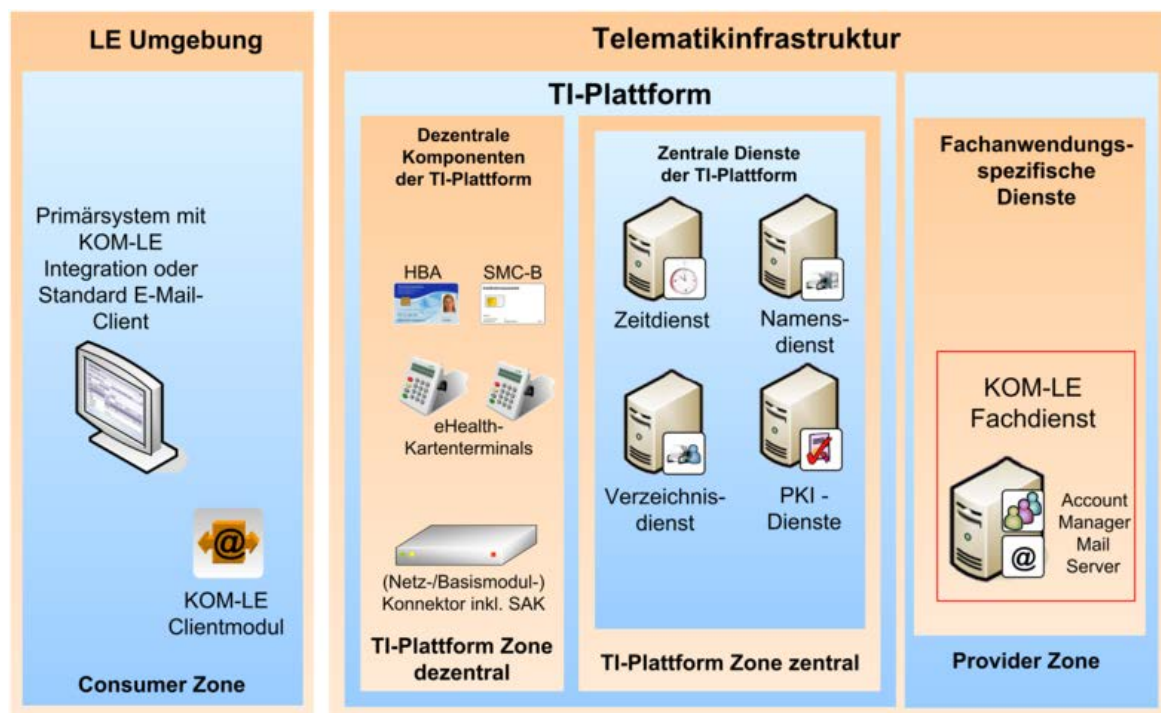 LE Umgebung
Primärsystem mit
KOM-LE
Integration oder
Standard E-Mail-
Client
@
KOM-LE
Clientmodul
Consumer Zone
Telematikinfrastruktur
TI-Plattform
Dezentrale
Komponenten
der TI-Plattform
HBA
SMC-B
eHealth-
Kartenterminals
(Netz-/Basismodul-)
Konnektor inkl. SAK
TI-Plattform Zone
dezentral
Zentrale Dienste
der TI-Plattform
Zeitdienst
Namens-
dienst
Verzeichnis-
dienst
PKI -
Dienste
TI-Plattform Zone zentral
Fachanwendungs-
spezifische
Dienste
KOM-LE
Fachdienst
Account
Manager
Mail
Server
@
Provider Zone